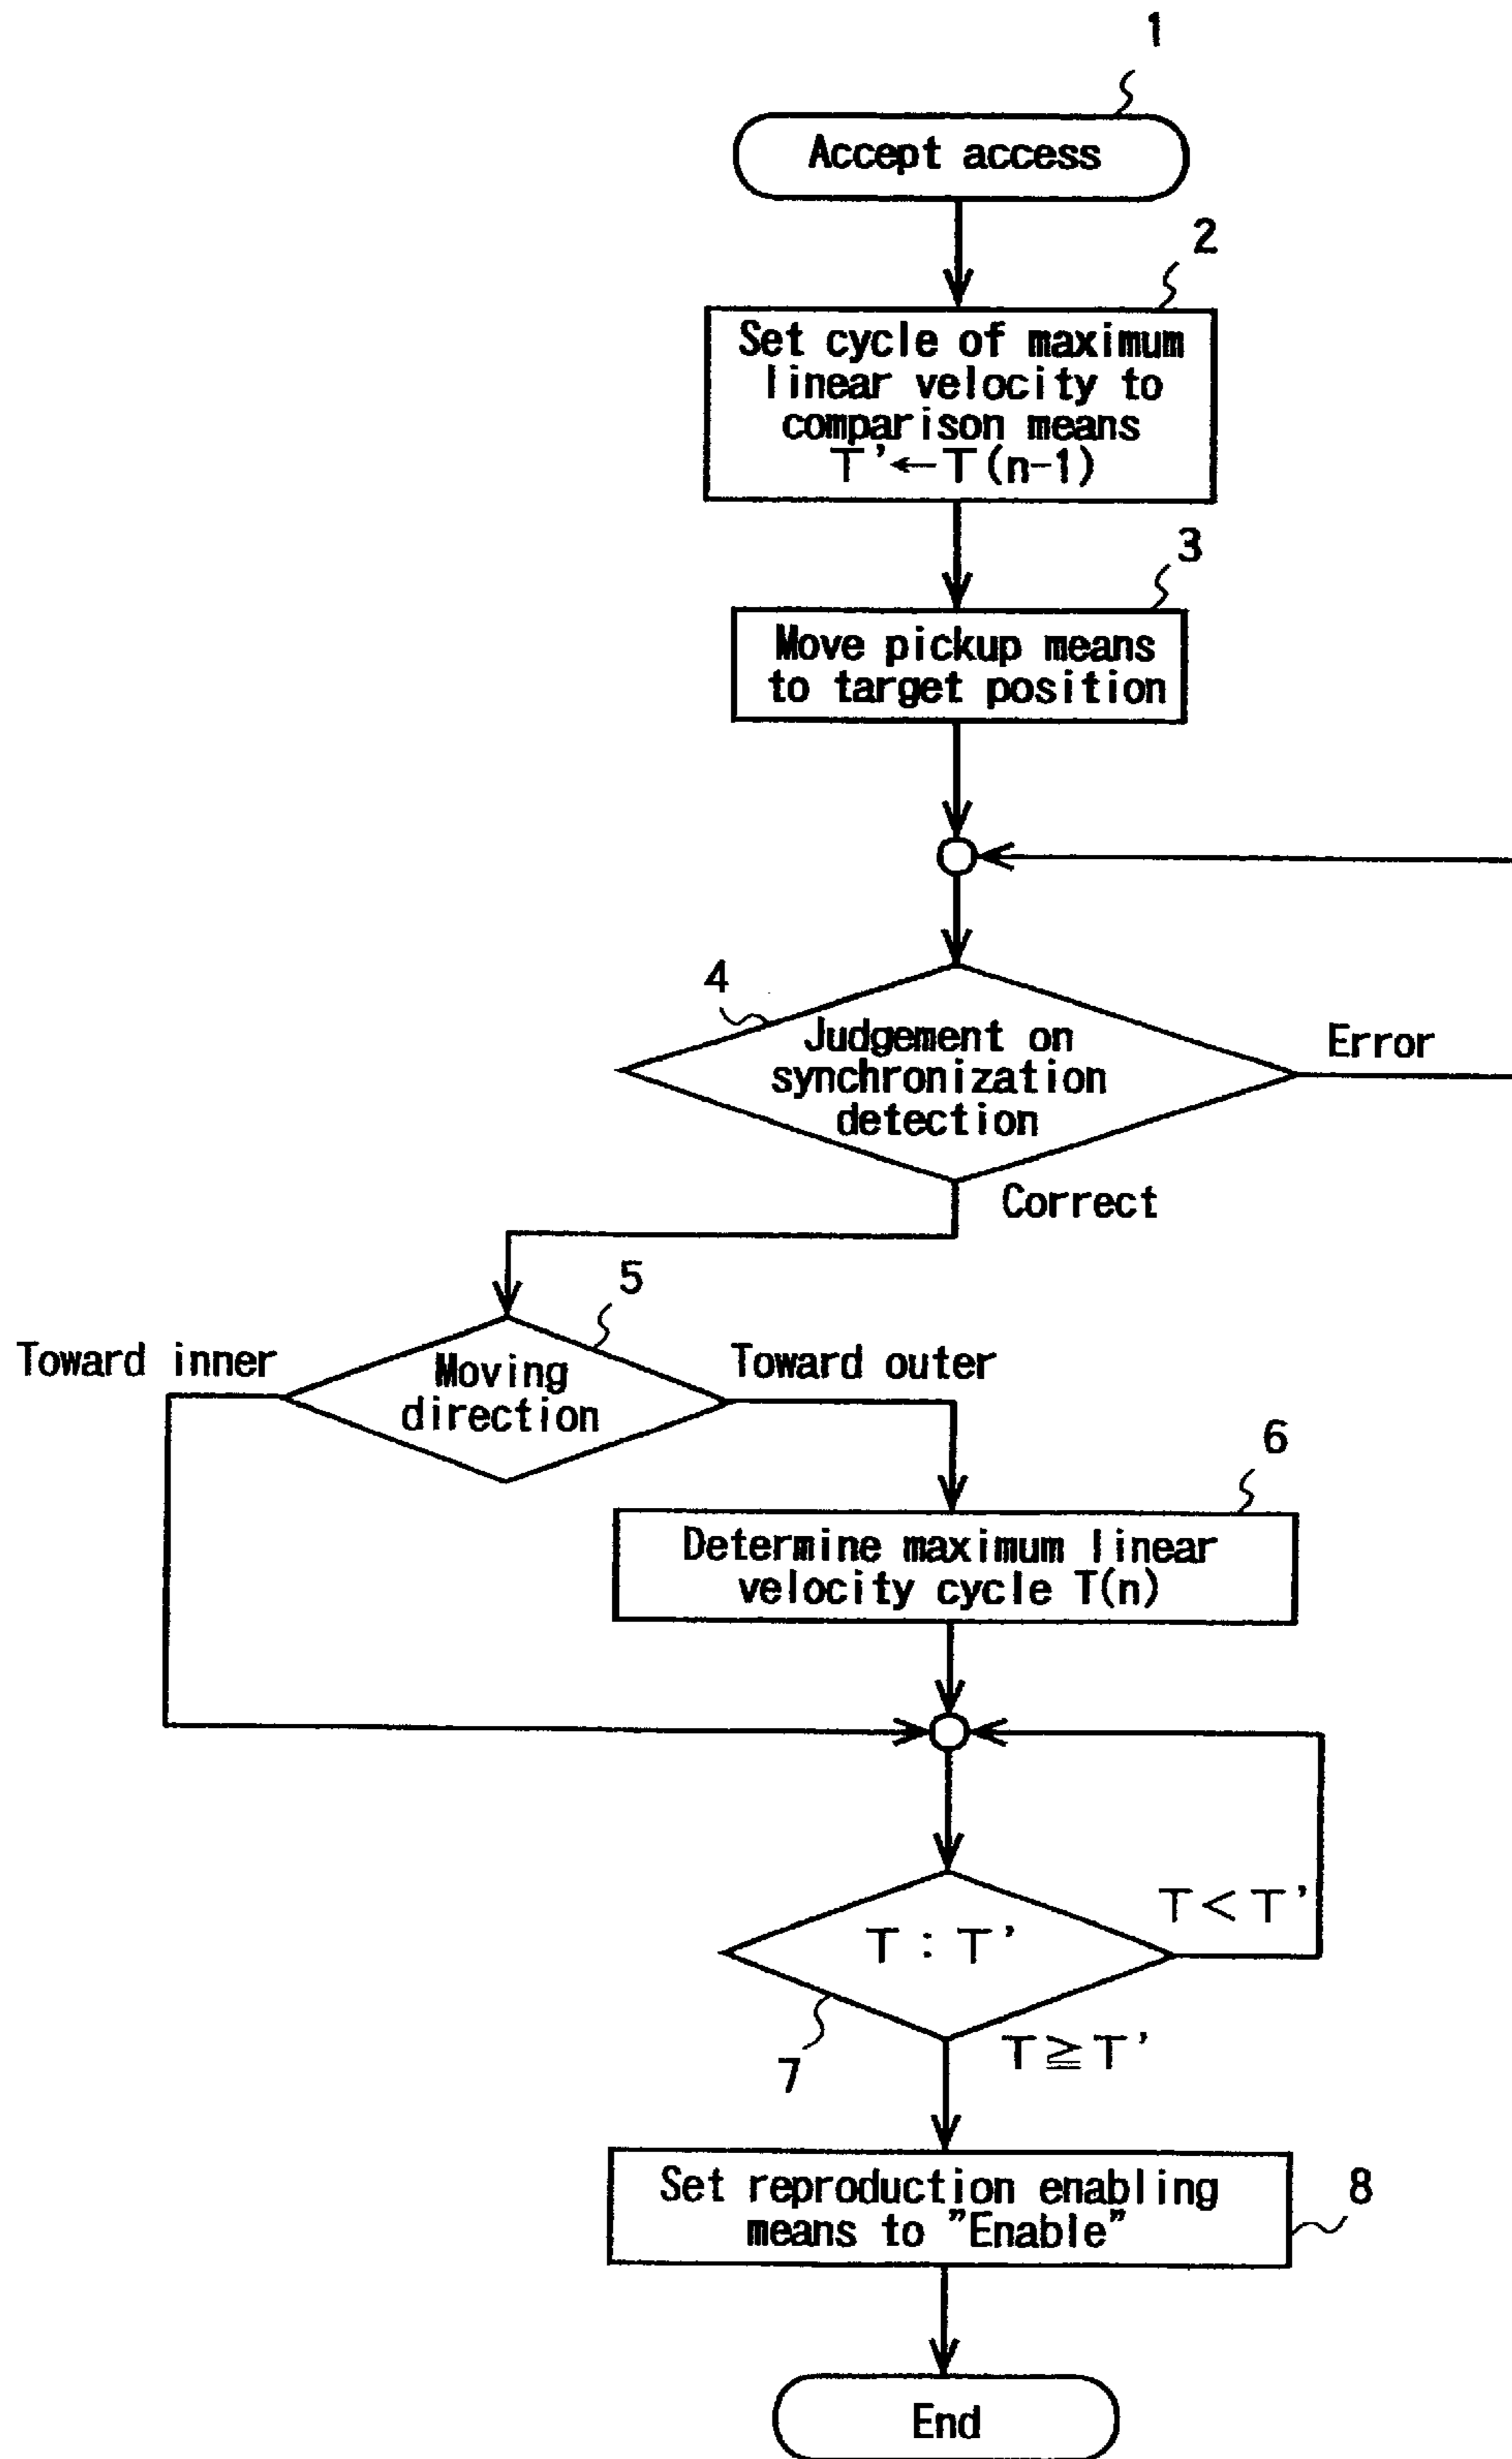 1
Accept access
2
Set cycle of maximum
linear velocity to
comparison means
T'←T(n-1)
3
Move pickup means
to target position
4
Judgement on
synchronization
detection
Error
Correct
5
Toward inner
Moving
direction
Toward outer
6
Determine maximum linear
velocity cycle T(n)
T<T'
T : T'
7
T≧T'
Set reproduction enabling
means to "Enable"
8
End